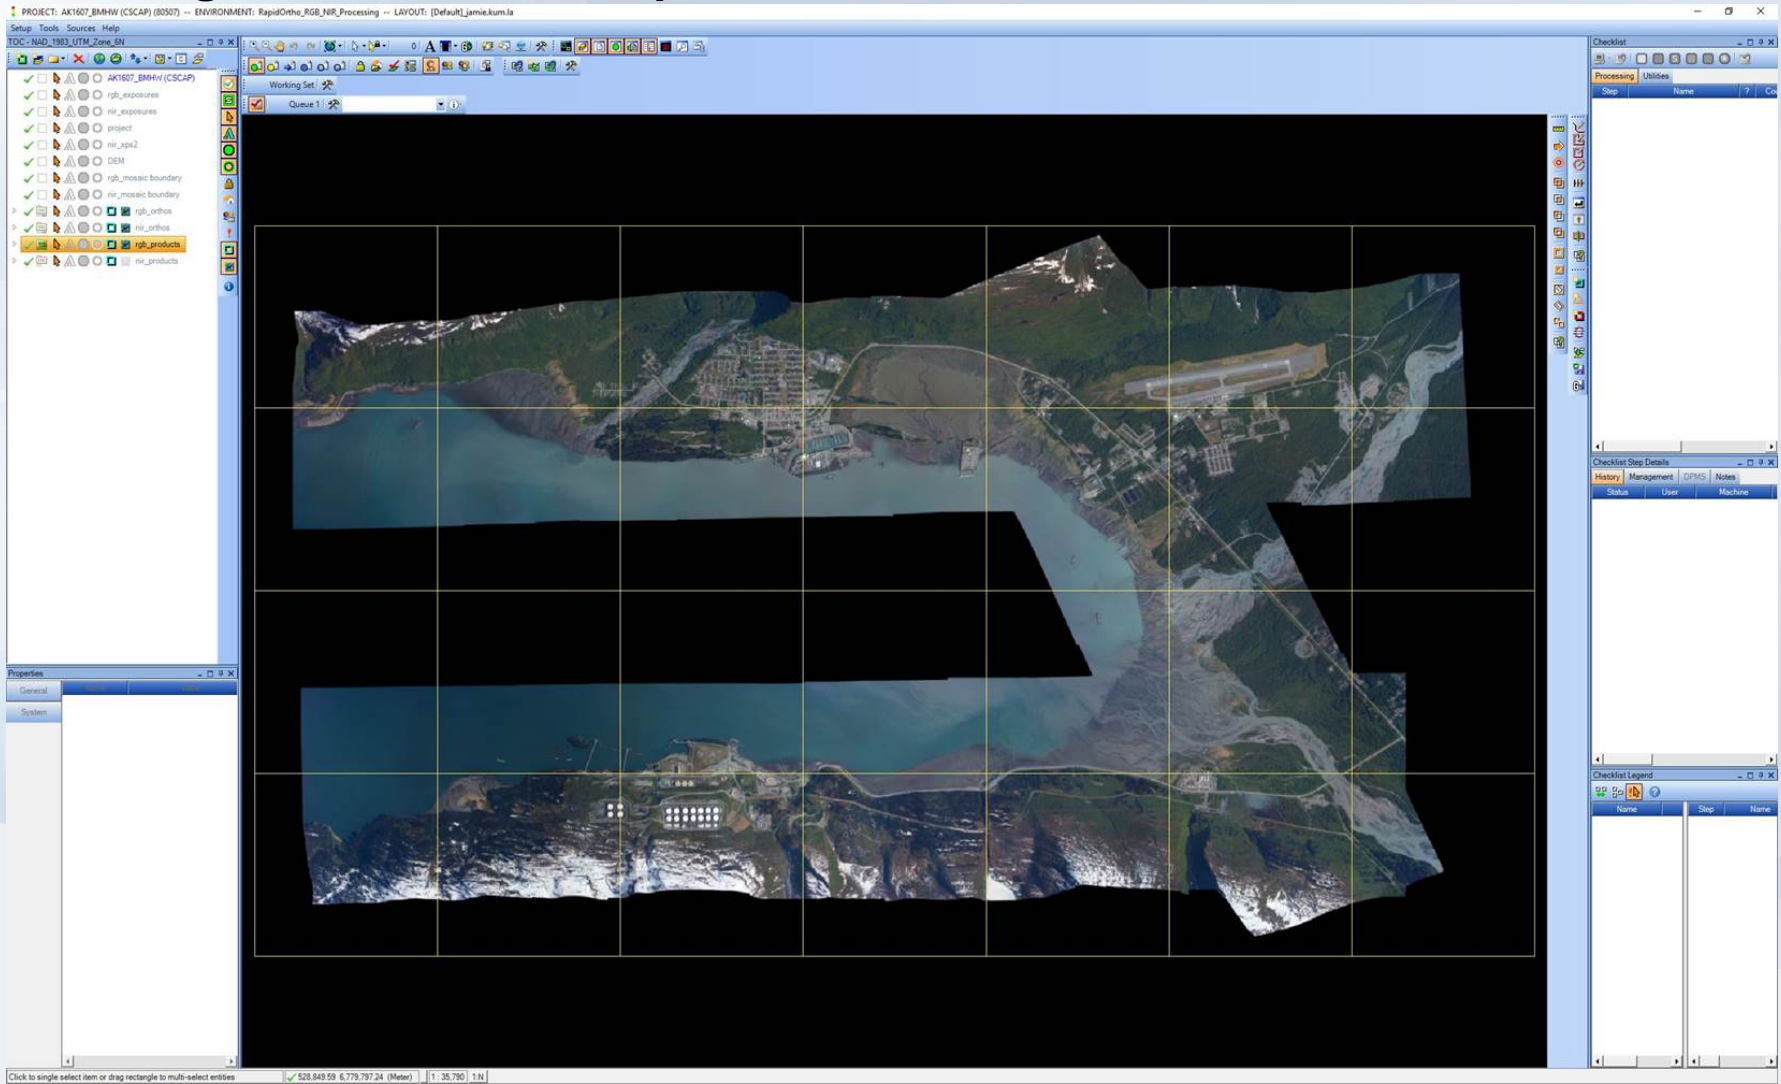 PROJECT: AK1607_BMHW (CSCAP) (80507) -- ENVIRONMENT: RapidOrtho_RGB_NIR_Processing -- LAYOUT: [Default]_jamie.kum.la
Setup Tools Sources Help
TOC - NAD_1983_UTM_Zone_6N
AK1607_BMHW (CSCAP)
rgb_exposures
nir_exposures
project
nir_xps2
DEM
rgb_mosaic boundary
nir_mosaic boundary
rgb_orthos
nir_orthos
rgb_products
nir_products
Properties
General
System
0
Working Set
Queue 1
Checklist
Processing Utilities
Step Name ?
Checklist Step Details
History Management DPMS Notes
Status User Machine
Checklist Legend
Name Step Name
Click to single select item or drag rectangle to multi-select entities
528,849.59 6,779,797.24 (Meter) 1 : 35,790 1:N